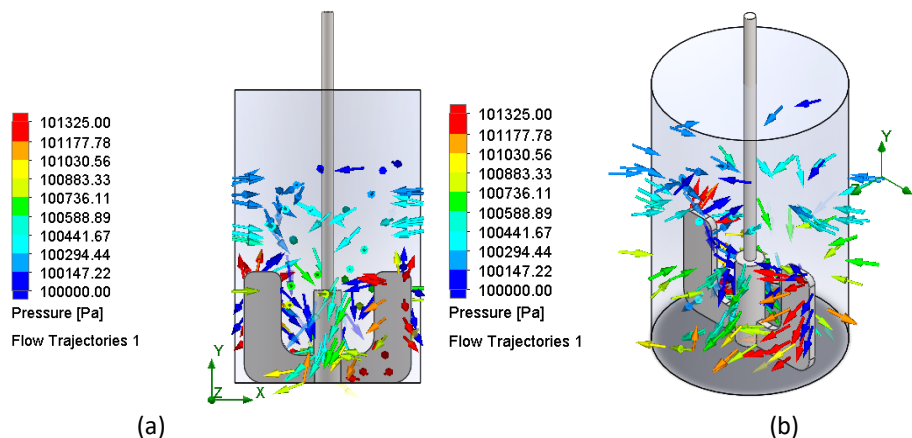 101325.00
101177.78
101030.56
100883.33
100736.11
100588.89
100441.67
100294.44
100147.22
100000.00
Pressure [Pa]
Flow Trajectories 1
Y
Z
X
(a)
101325.00
101177.78
101030.56
100883.33
100736.11
100588.89
100441.67
100294.44
100147.22
100000.00
Pressure [Pa]
Flow Trajectories 1
Y
(b)